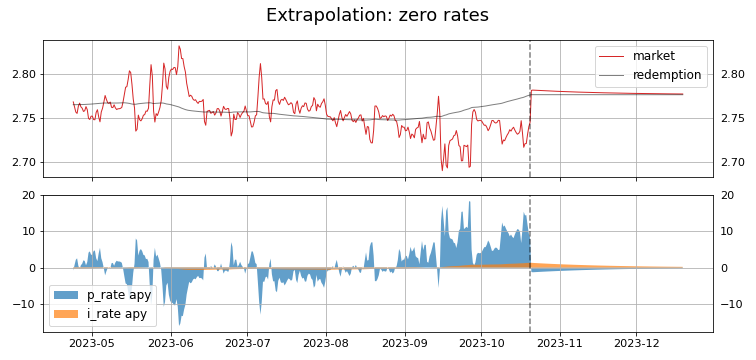 Extrapolation: zero rates
2.80
2.75
2.70
market
redemption
2.80
2.75
2.70
20
10
0
−10
p_rate apy
i_rate apy
20
10
0
−10
2023-05 2023-06 2023-07 2023-08 2023-09 2023-10 2023-11 2023-12